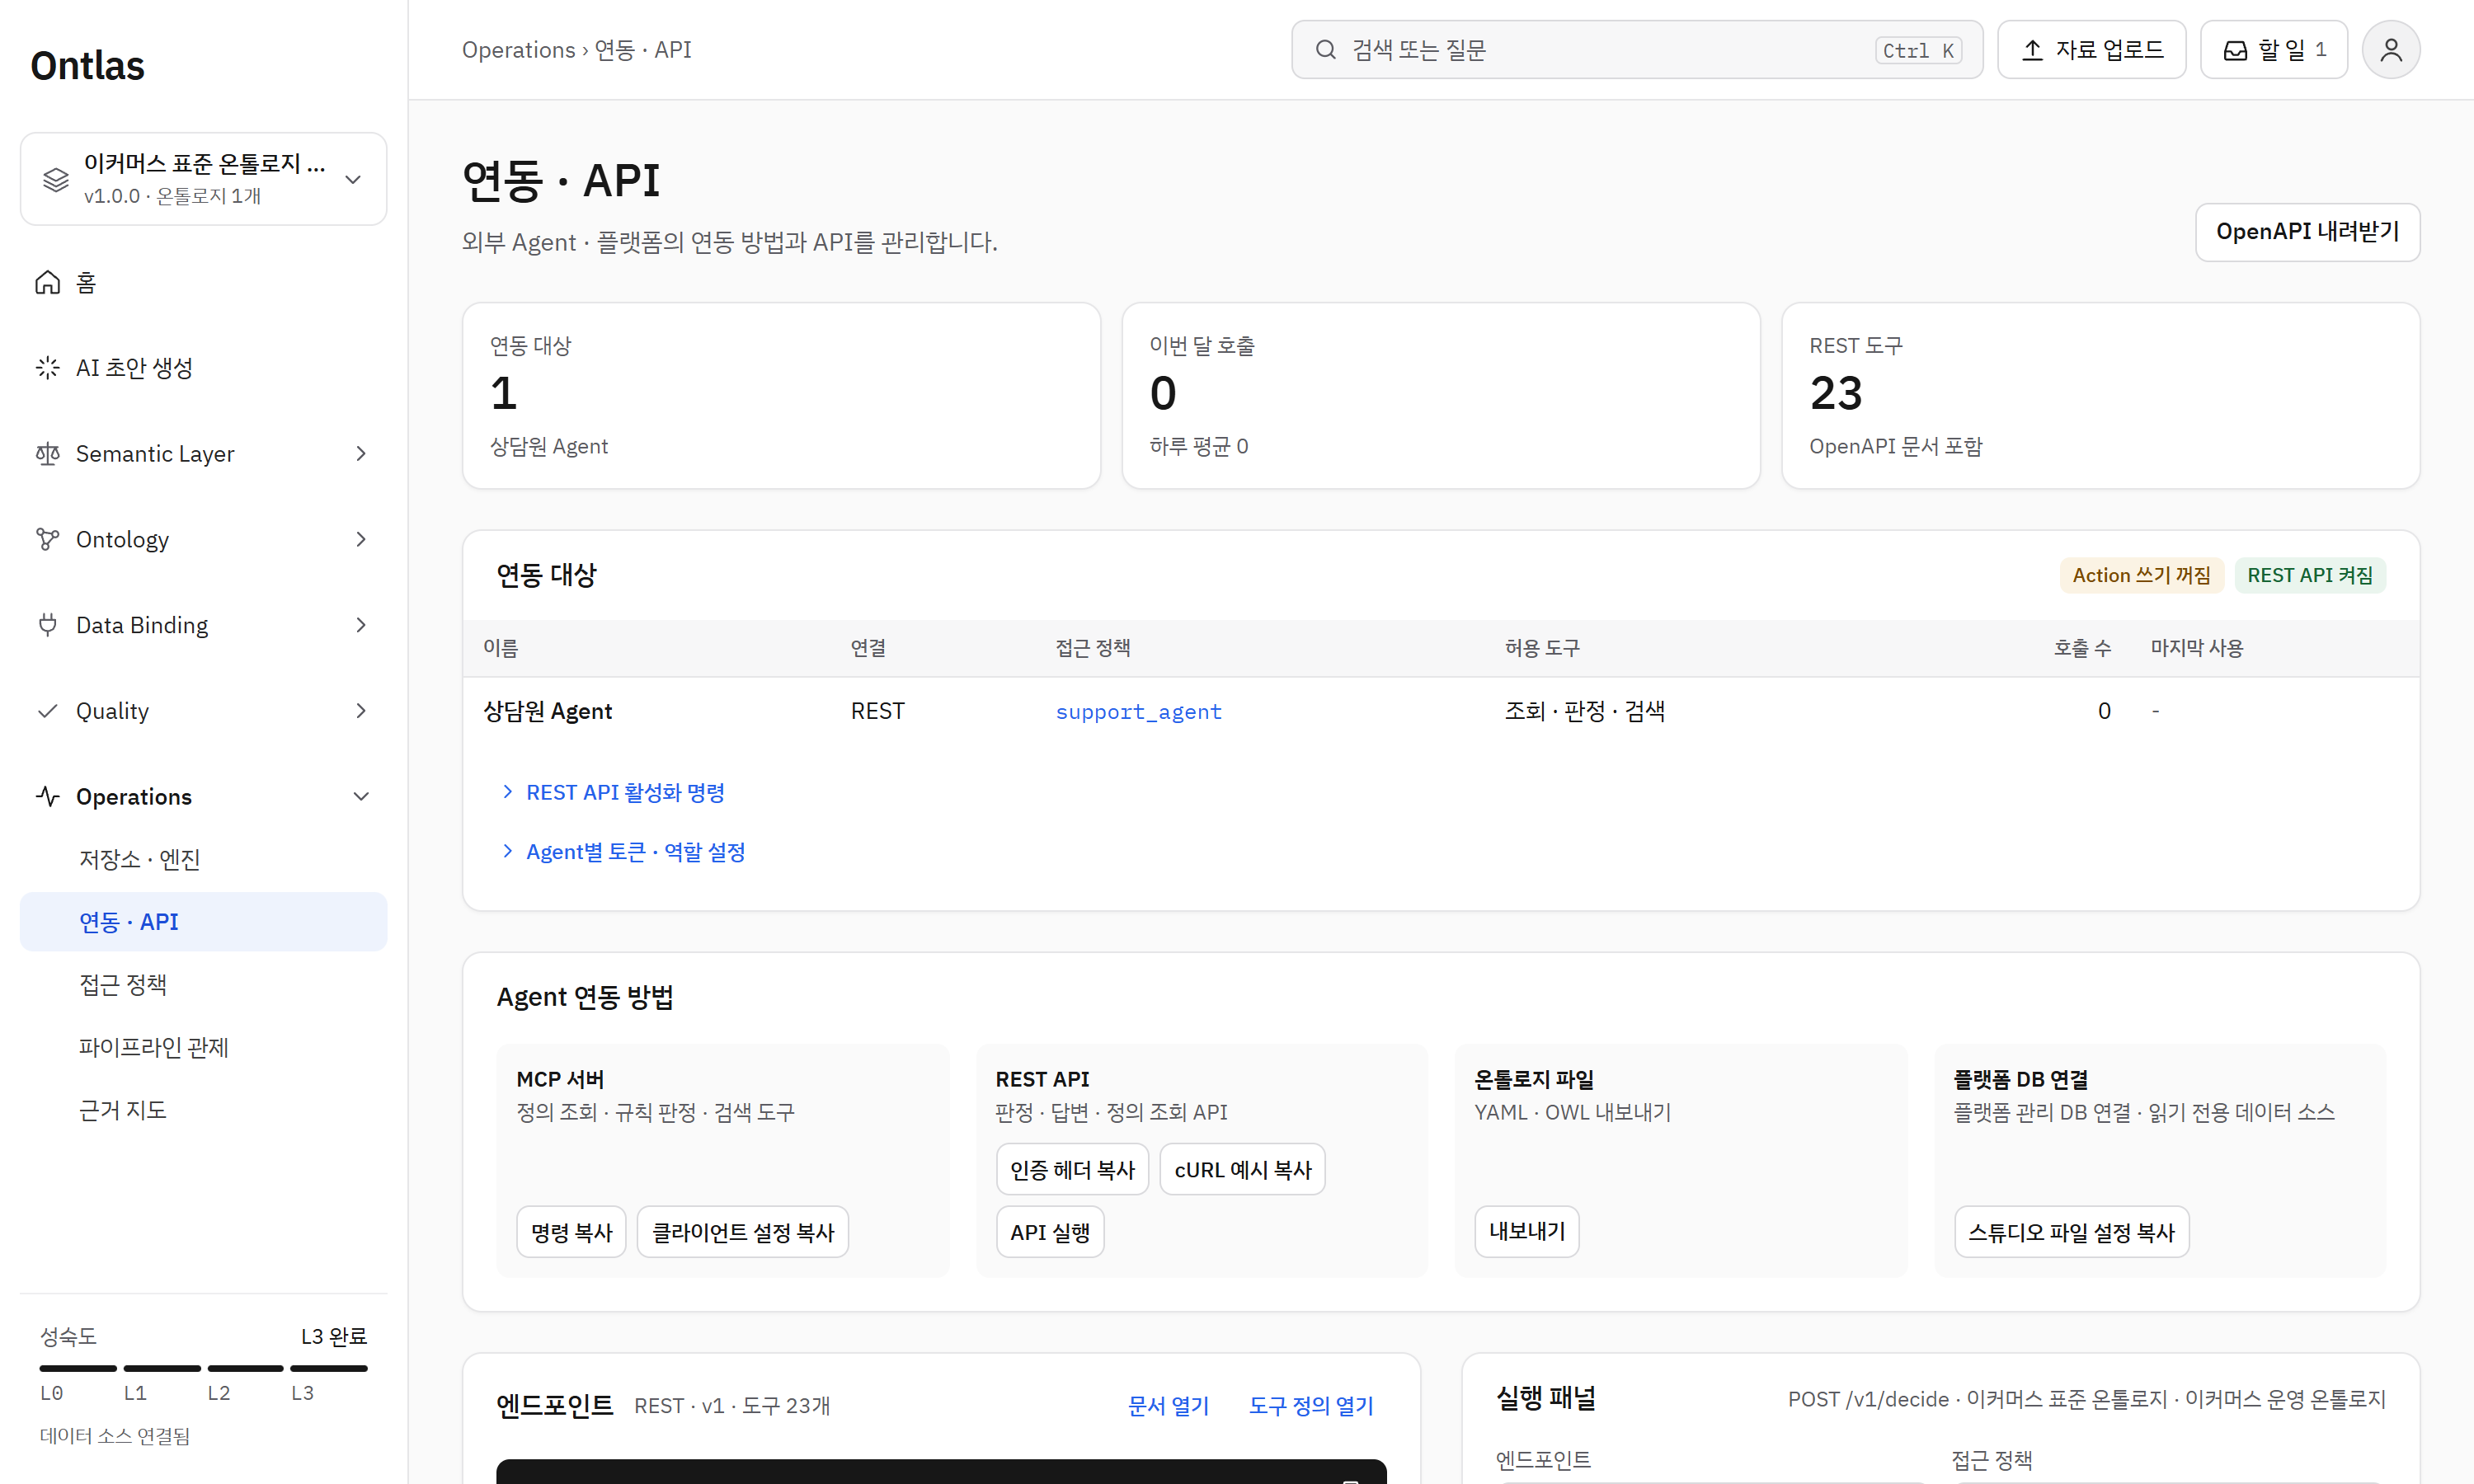 Ontlas
이커머스 표준 온톨로지 ...
v1.0.0 · 온톨로지 1개
홈
AI 초안 생성
Semantic Layer
Ontology
Data Binding
Quality
Operations
저장소 · 엔진
연동 · API
접근 정책
파이프라인 관제
근거 지도
성숙도 L3 완료
L0 L1 L2 L3
데이터 소스 연결됨
Operations › 연동 · API
검색 또는 질문 Ctrl K
자료 업로드
할 일 1
연동 · API
외부 Agent · 플랫폼의 연동 방법과 API를 관리합니다.
OpenAPI 내려받기
연동 대상
1
상담원 Agent
이번 달 호출
0
하루 평균 0
REST 도구
23
OpenAPI 문서 포함
연동 대상
Action 쓰기 꺼짐 REST API 켜짐
이름 연결 접근 정책 허용 도구 호출 수 마지막 사용
상담원 Agent REST support_agent 조회 · 판정 · 검색 0 -
REST API 활성화 명령
Agent별 토큰 · 역할 설정
Agent 연동 방법
MCP 서버
정의 조회 · 규칙 판정 · 검색 도구
명령 복사 클라이언트 설정 복사
REST API
판정 · 답변 · 정의 조회 API
인증 헤더 복사 cURL 예시 복사
API 실행
온톨로지 파일
YAML · OWL 내보내기
내보내기
플랫폼 DB 연결
플랫폼 관리 DB 연결 · 읽기 전용 데이터 소스
스튜디오 파일 설정 복사
엔드포인트 REST · v1 · 도구 23개 문서 열기 도구 정의 열기
실행 패널 POST /v1/decide · 이커머스 표준 온톨로지 · 이커머스 운영 온톨로지
엔드포인트 접근 정책